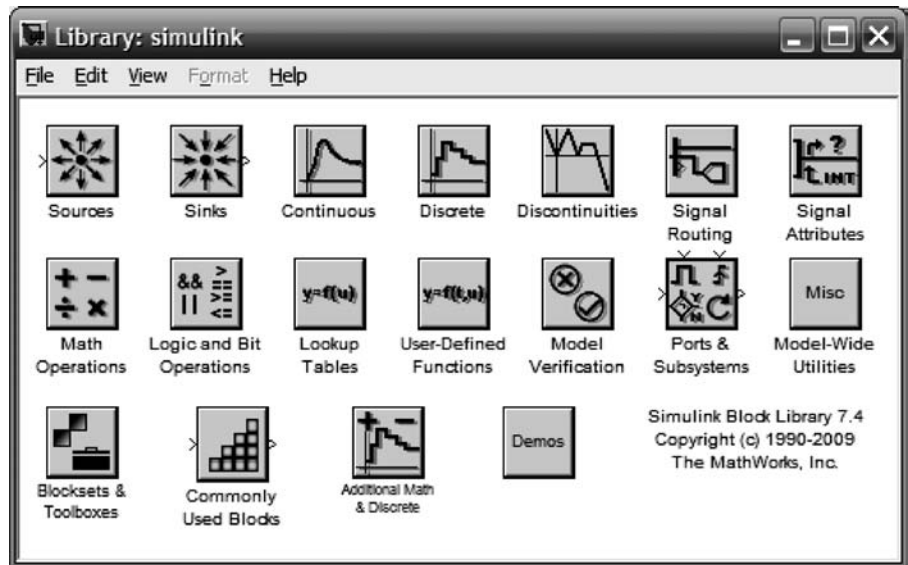 Library: simulink
File Edit View Format Help
Sources
Sinks
Continuous
Discrete
Discontinuities
Signal
Routing
Signal
Attributes
INT
Math
Operations
&& > == || >= <=
Logic and Bit
Operations
y=f(u)
Lookup
Tables
y=f(t,u)
User-Defined
Functions
Model
Verification
Y
N
Ports &
Subsystems
Misc
Model-Wide
Utilities
Blocksets &
Toolboxes
Commonly
Used Blocks
Additional Math
& Discrete
Demos
Simulink Block Library 7.4
Copyright (c) 1990-2009
The MathWorks, Inc.